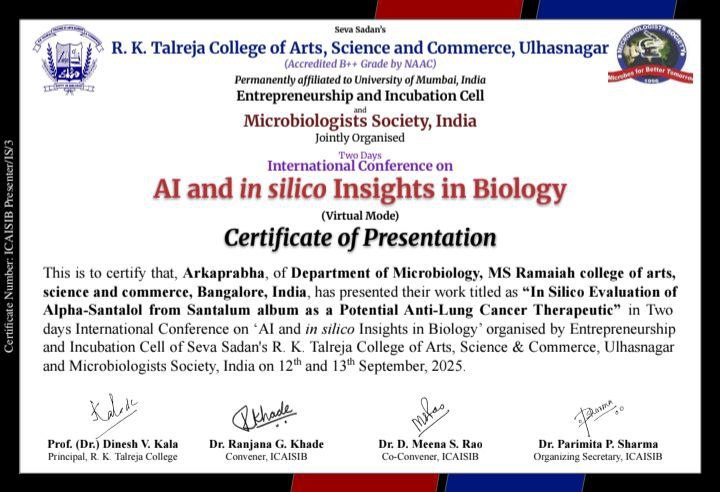 Seva Sadan's
R. K. Talreja College of Arts, Science and Commerce, Ulhasnagar
(Accredited B++ Grade by NAAC)
Permanently affiliated to University of Mumbai, India
Entrepreneurship and Incubation Cell
and
Microbiologists Society, India
Jointly Organised
Two Days
International Conference on
AI and in silico Insights in Biology
(Virtual Mode)
Certificate of Presentation
This is to certify that, Arkaprabha, of Department of Microbiology, MS Ramaiah college of arts,
science and commerce, Bangalore, India, has presented their work titled as “In Silico Evaluation of
Alpha-Santalol from Santalum album as a Potential Anti-Lung Cancer Therapeutic” in Two
days International Conference on ‘AI and in silico Insights in Biology’ organised by Entrepreneurship
and Incubation Cell of Seva Sadan's R. K. Talreja College of Arts, Science & Commerce, Ulhasnagar
and Microbiologists Society, India on 12th and 13th September, 2025.
Prof. (Dr.) Dinesh V. Kala
Principal, R. K. Talreja College
Dr. Ranjana G. Khade
Convener, ICAISIB
Dr. D. Meena S. Rao
Co-Convener, ICAISIB
Dr. Parimita P. Sharma
Organizing Secretary, ICAISIB
Certificate Number: ICAISIB Presenter/IS/3
MICROBIOLOGISTS SOCIETY
Microbes for Better Tomorrow
1996